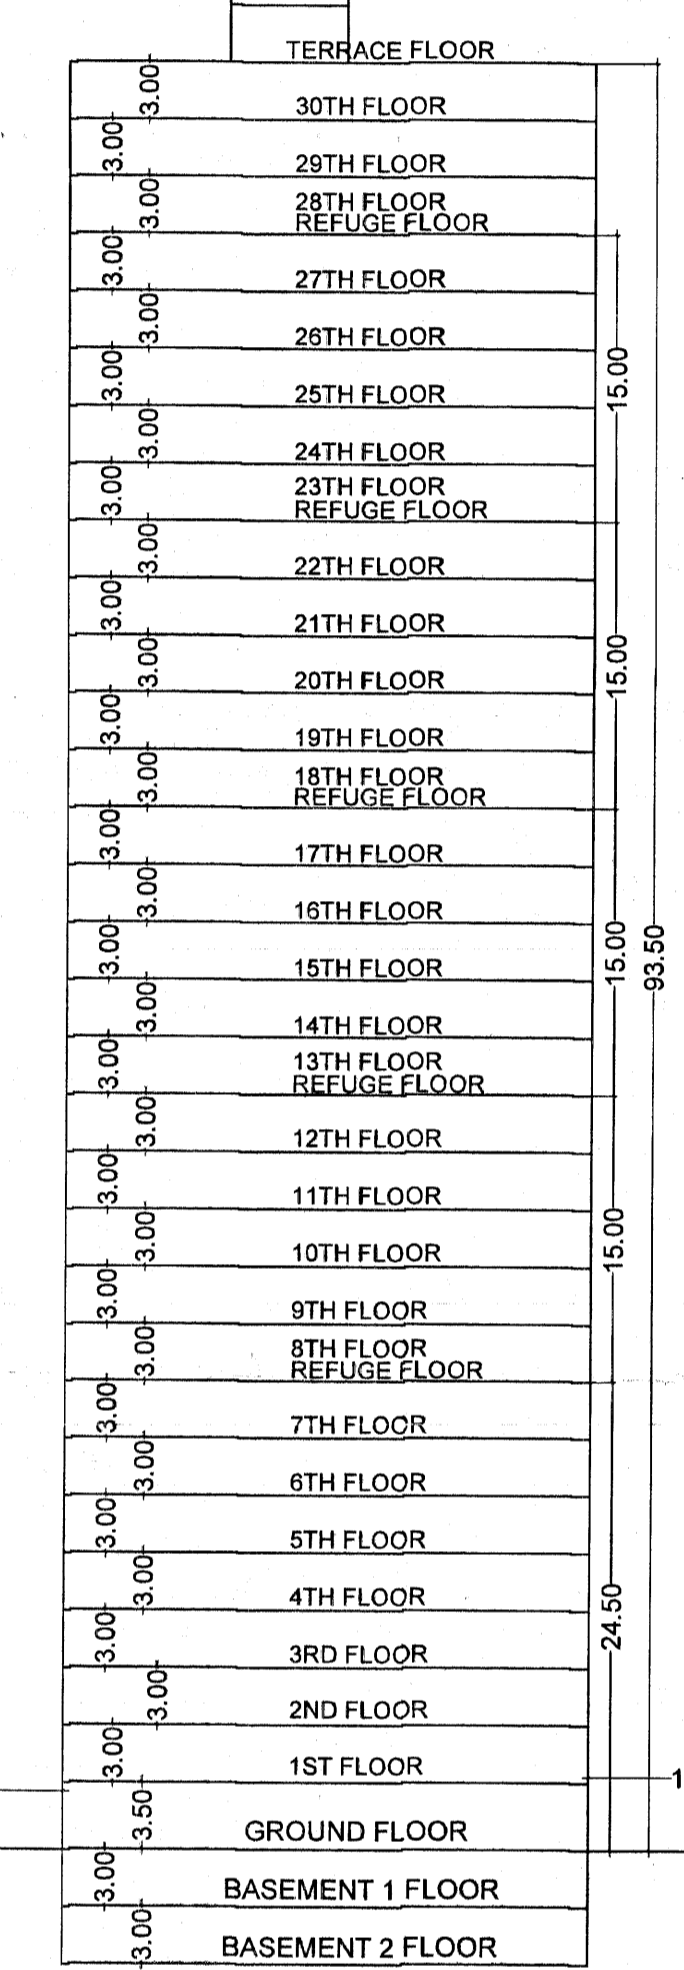 TERRACE FLOOR
3.00
30TH FLOOR
3.00
29TH FLOOR
3.00
28TH FLOOR
REFUGE FLOOR
3.00
27TH FLOOR
3.00
26TH FLOOR
3.00
15.00
25TH FLOOR
3.00
24TH FLOOR
3.00
23TH FLOOR
REFUGE FLOOR
3.00
22TH FLOOR
3.00
21TH FLOOR
3.00
15.00
20TH FLOOR
3.00
19TH FLOOR
3.00
18TH FLOOR
REFUGE FLOOR
3.00
17TH FLOOR
3.00
16TH FLOOR
3.00
15.00
93.50
15TH FLOOR
3.00
14TH FLOOR
3.00
13TH FLOOR
REFUGE FLOOR
3.00
12TH FLOOR
3.00
11TH FLOOR
3.00
15.00
10TH FLOOR
3.00
9TH FLOOR
3.00
8TH FLOOR
REFUGE FLOOR
3.00
7TH FLOOR
3.00
6TH FLOOR
3.00
5TH FLOOR
3.00
4TH FLOOR
3.00
24.50
3RD FLOOR
3.00
2ND FLOOR
3.00
1ST FLOOR
1
3.50
GROUND FLOOR
3.00
BASEMENT 1 FLOOR
3.00
BASEMENT 2 FLOOR